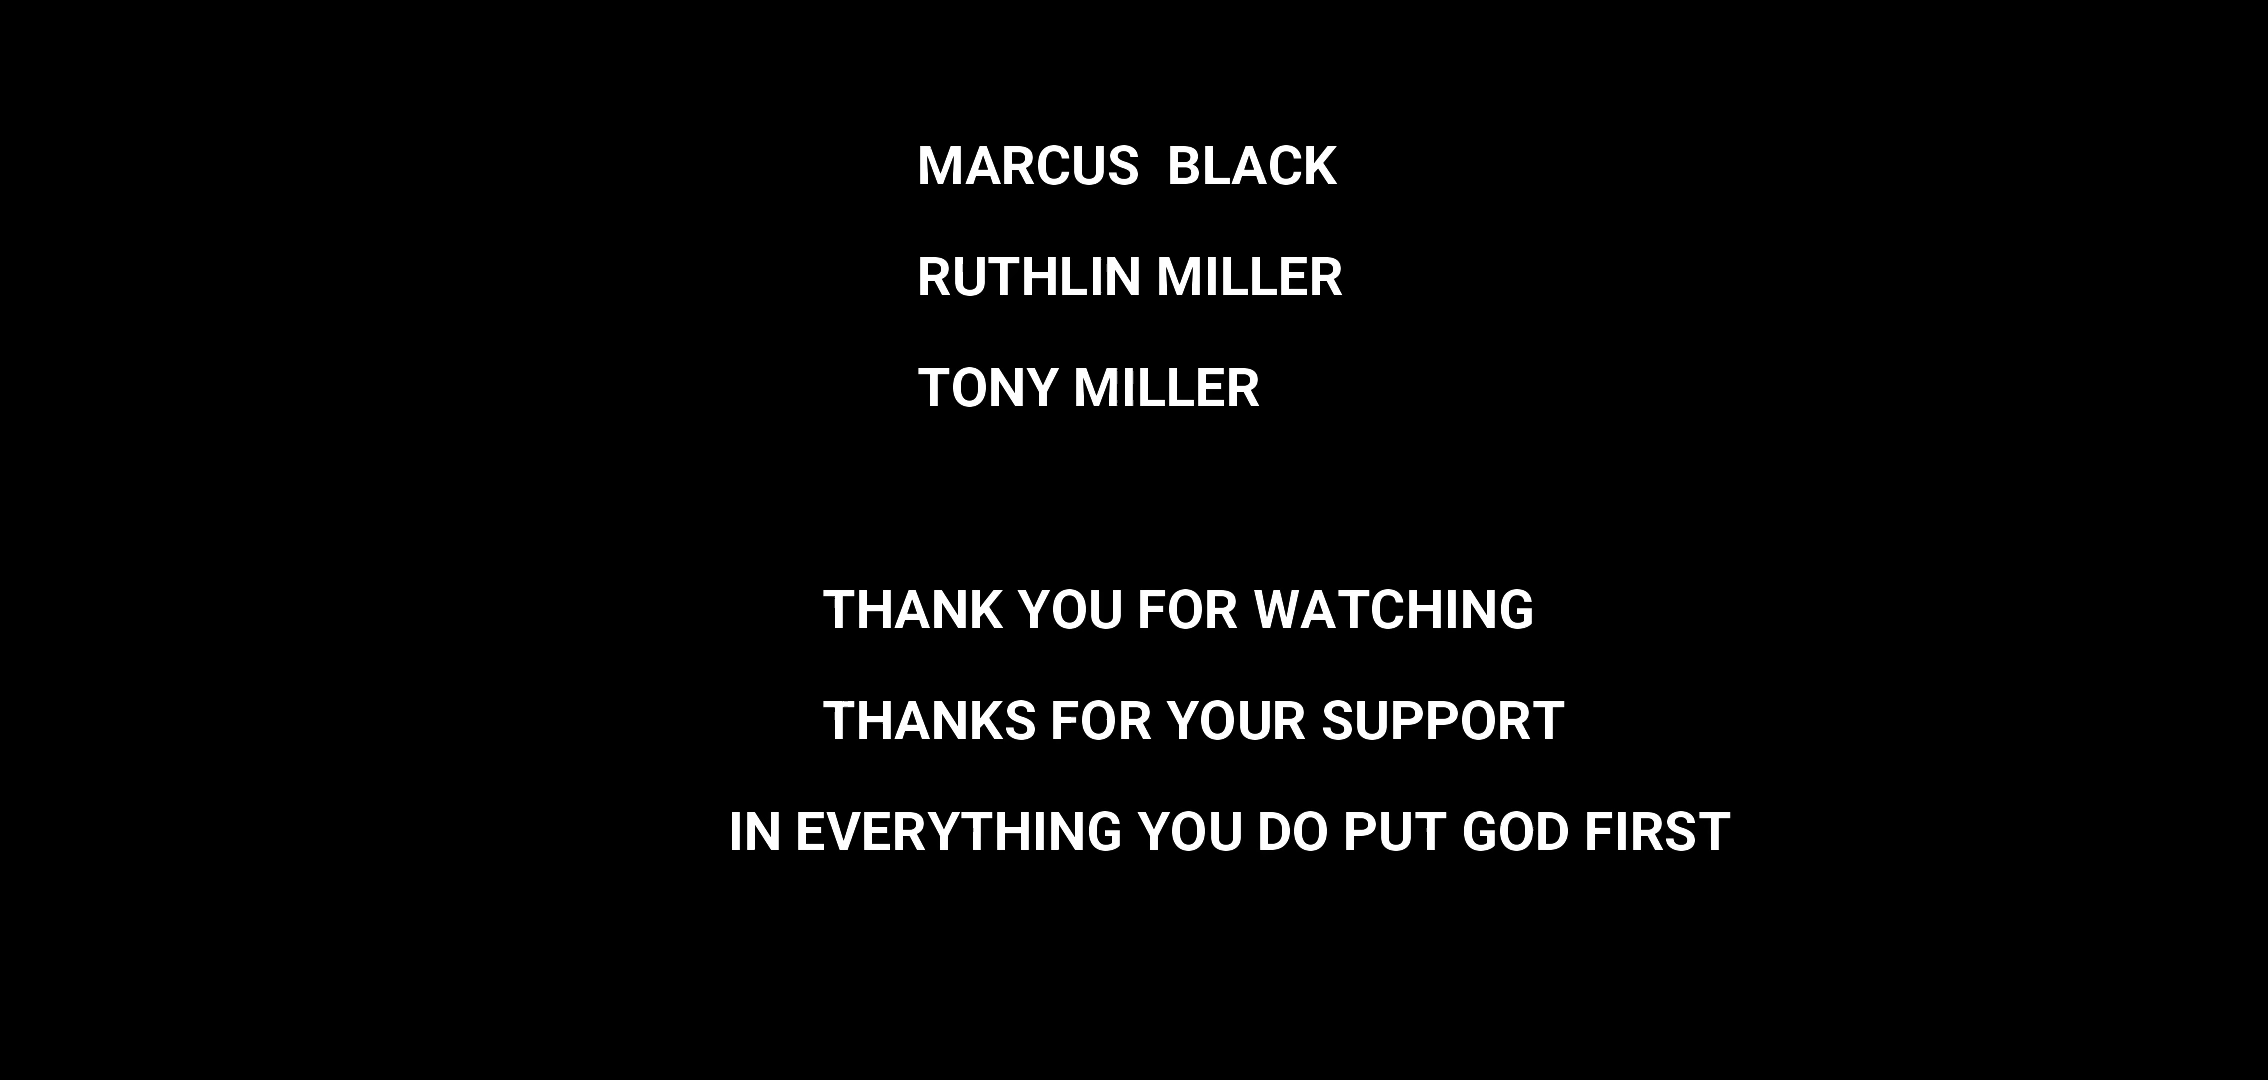 MARCUS  BLACK
RUTHLIN MILLER
TONY MILLER
THANK YOU FOR WATCHING
THANKS FOR YOUR SUPPORT
IN EVERYTHING YOU DO PUT GOD FIRST